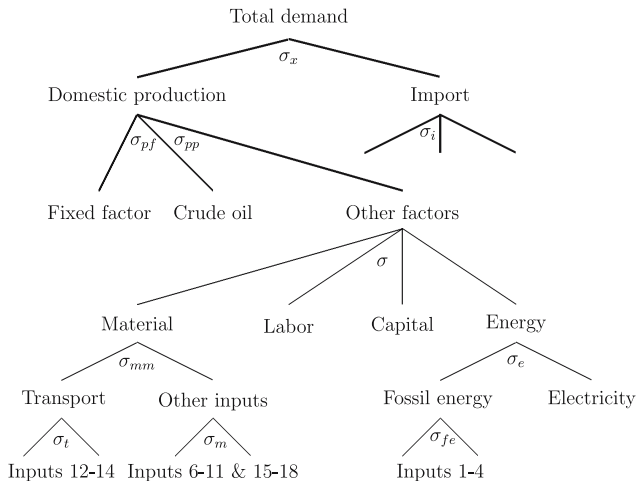 Total demand
σ_x
Domestic production Import
σ_pf σ_pp σ_i
Fixed factor Crude oil Other factors
σ
Material Labor Capital Energy
σ_mm σ_e
Transport Other inputs Fossil energy Electricity
σ_t σ_m σ_fe
Inputs 12-14 Inputs 6-11 & 15-18 Inputs 1-4